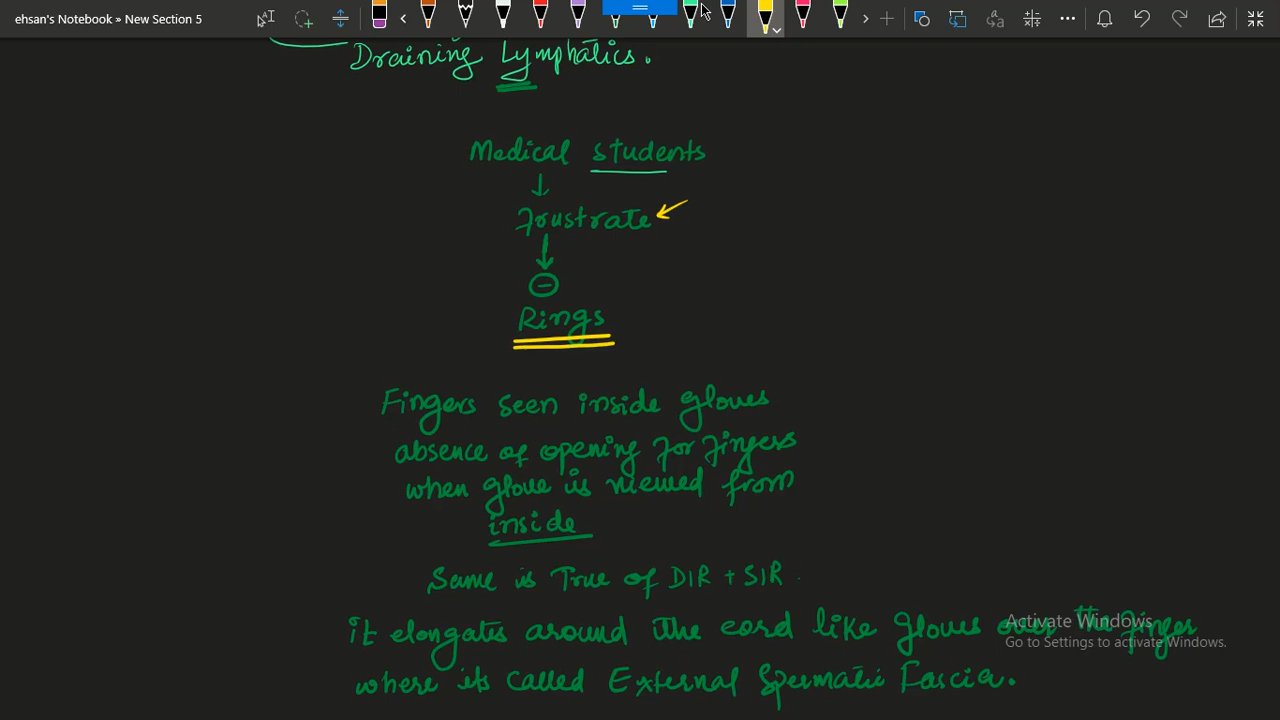 ehsan's Notebook » New Section 5
Draining Lymphatics.
Medical students
↓
Frustrate
↓
⊖
Rings
Fingers seen inside gloves
absence of opening for fingers
when glove is viewed from
inside
Same is True of DIR + SIR
it elongates around the cord like gloves over the finger
where its called External Spermatic Fascia.
Activate Windows
Go to Settings to activate Windows.